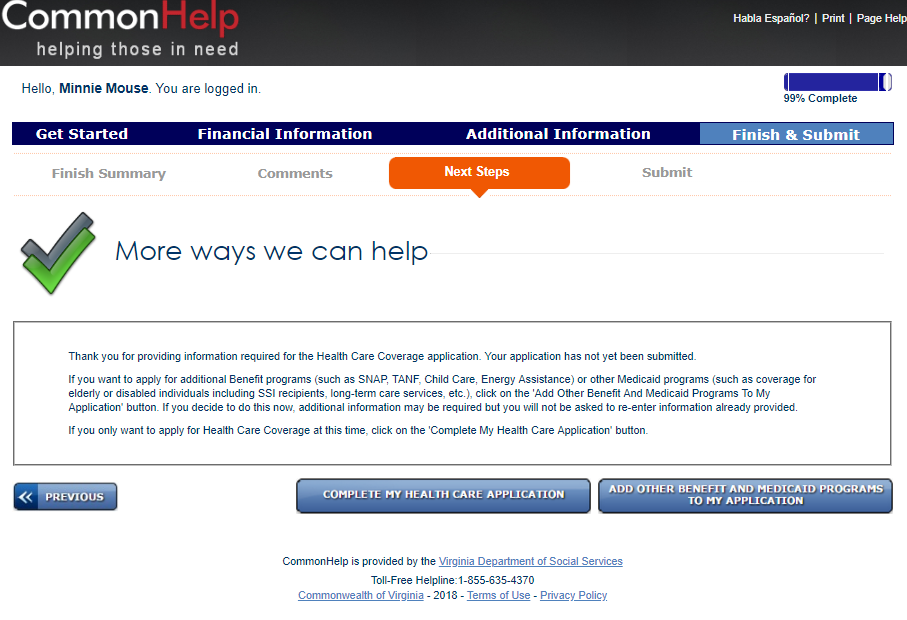 CommonHelp
helping those in need
Habla Español? | Print | Page Help
Hello, Minnie Mouse. You are logged in.
99% Complete
Get Started Financial Information Additional Information Finish & Submit
Finish Summary Comments Next Steps Submit
More ways we can help
Thank you for providing information required for the Health Care Coverage application. Your application has not yet been submitted.
If you want to apply for additional Benefit programs (such as SNAP, TANF, Child Care, Energy Assistance) or other Medicaid programs (such as coverage for
elderly or disabled individuals including SSI recipients, long-term care services, etc.), click on the 'Add Other Benefit And Medicaid Programs To My
Application' button. If you decide to do this now, additional information may be required but you will not be asked to re-enter information already provided.
If you only want to apply for Health Care Coverage at this time, click on the 'Complete My Health Care Application' button.
PREVIOUS
COMPLETE MY HEALTH CARE APPLICATION
ADD OTHER BENEFIT AND MEDICAID PROGRAMS
TO MY APPLICATION
CommonHelp is provided by the Virginia Department of Social Services
Toll-Free Helpline:1-855-635-4370
Commonwealth of Virginia - 2018 - Terms of Use - Privacy Policy